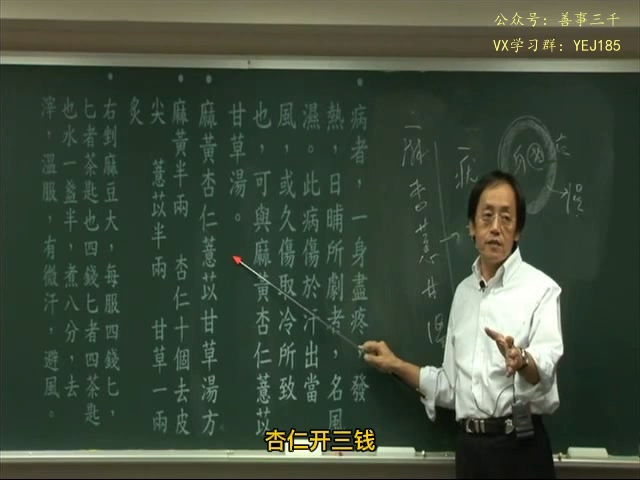 公众号：善事三千
VX学习群：YEJ185
病者，一身盡疼，發
熱，日晡所劇者，名風
濕。此病傷於汗出當
風，或久傷取冷所致
也，可與麻黃杏仁薏苡
甘草湯。
麻黃杏仁薏苡甘草湯方
麻黃半兩 杏仁十個去皮
尖 薏苡半兩 甘草一兩
炙
右剉麻豆大，每服四錢匕，
匕者茶匙也四錢匕者四茶匙
也水一盞半，煮八分，去
滓，溫服，有微汗，避風。
麻杏薏甘湯
杏仁开三钱